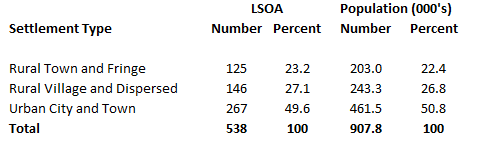 LSOA Population (000's)
Settlement Type Number Percent Number Percent
Rural Town and Fringe 125 23.2 203.0 22.4
Rural Village and Dispersed 146 27.1 243.3 26.8
Urban City and Town 267 49.6 461.5 50.8
Total 538 100 907.8 100